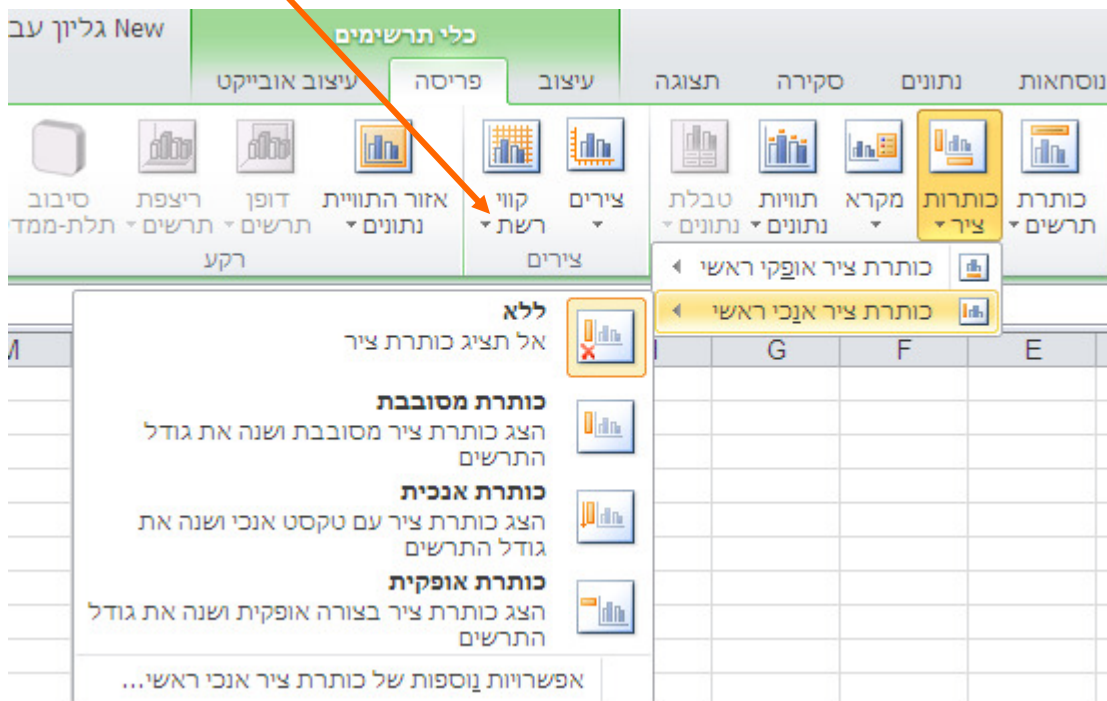 New גליון עב
כלי תרשימים
נוסחאות נתונים סקירה תצוגה עיצוב פריסה עיצוב אובייקט
כותרת תרשים
כותרות ציר
מקרא
תוויות נתונים
טבלת נתונים
צירים
קווי רשת
אזור התוויית נתונים
דופן תרשים
ריצפת תרשים
סיבוב תלת-ממד
צירים
רקע
כותרת ציר אופקי ראשי
כותרת ציר אנכי ראשי
ללא
אל תציג כותרת ציר
כותרת מסובבת
הצג כותרת ציר מסובבת ושנה את גודל
התרשים
כותרת אנכית
הצג כותרת ציר עם טקסט אנכי ושנה את
גודל התרשים
כותרת אופקית
הצג כותרת ציר בצורה אופקית ושנה את גודל
התרשים
אפשרויות נוספות של כותרת ציר אנכי ראשי...
E F G M